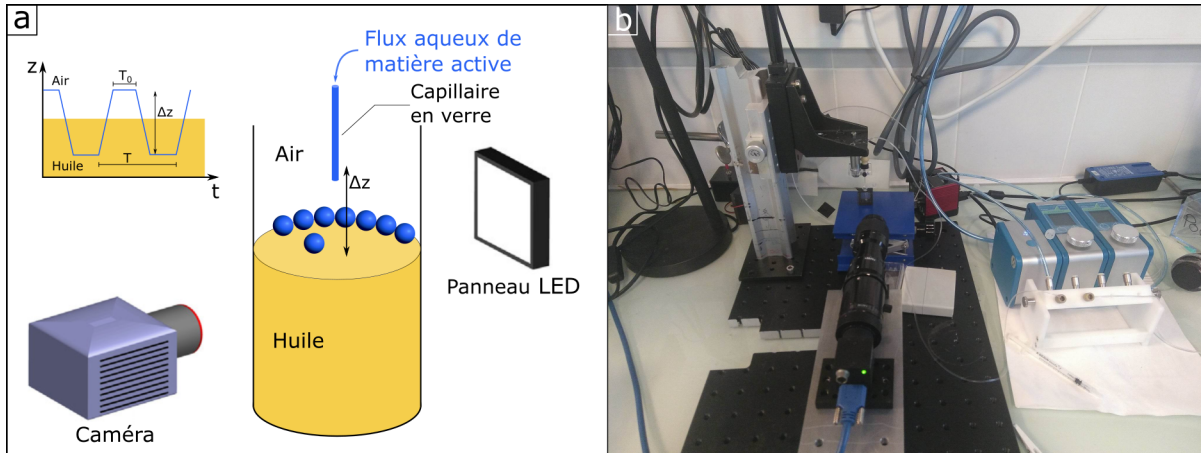 a
Flux aqueux de
matière active
Capillaire
en verre
z
Air
T₀
Δz
Huile
T
t
Air
Δz
Panneau LED
Huile
Caméra
b